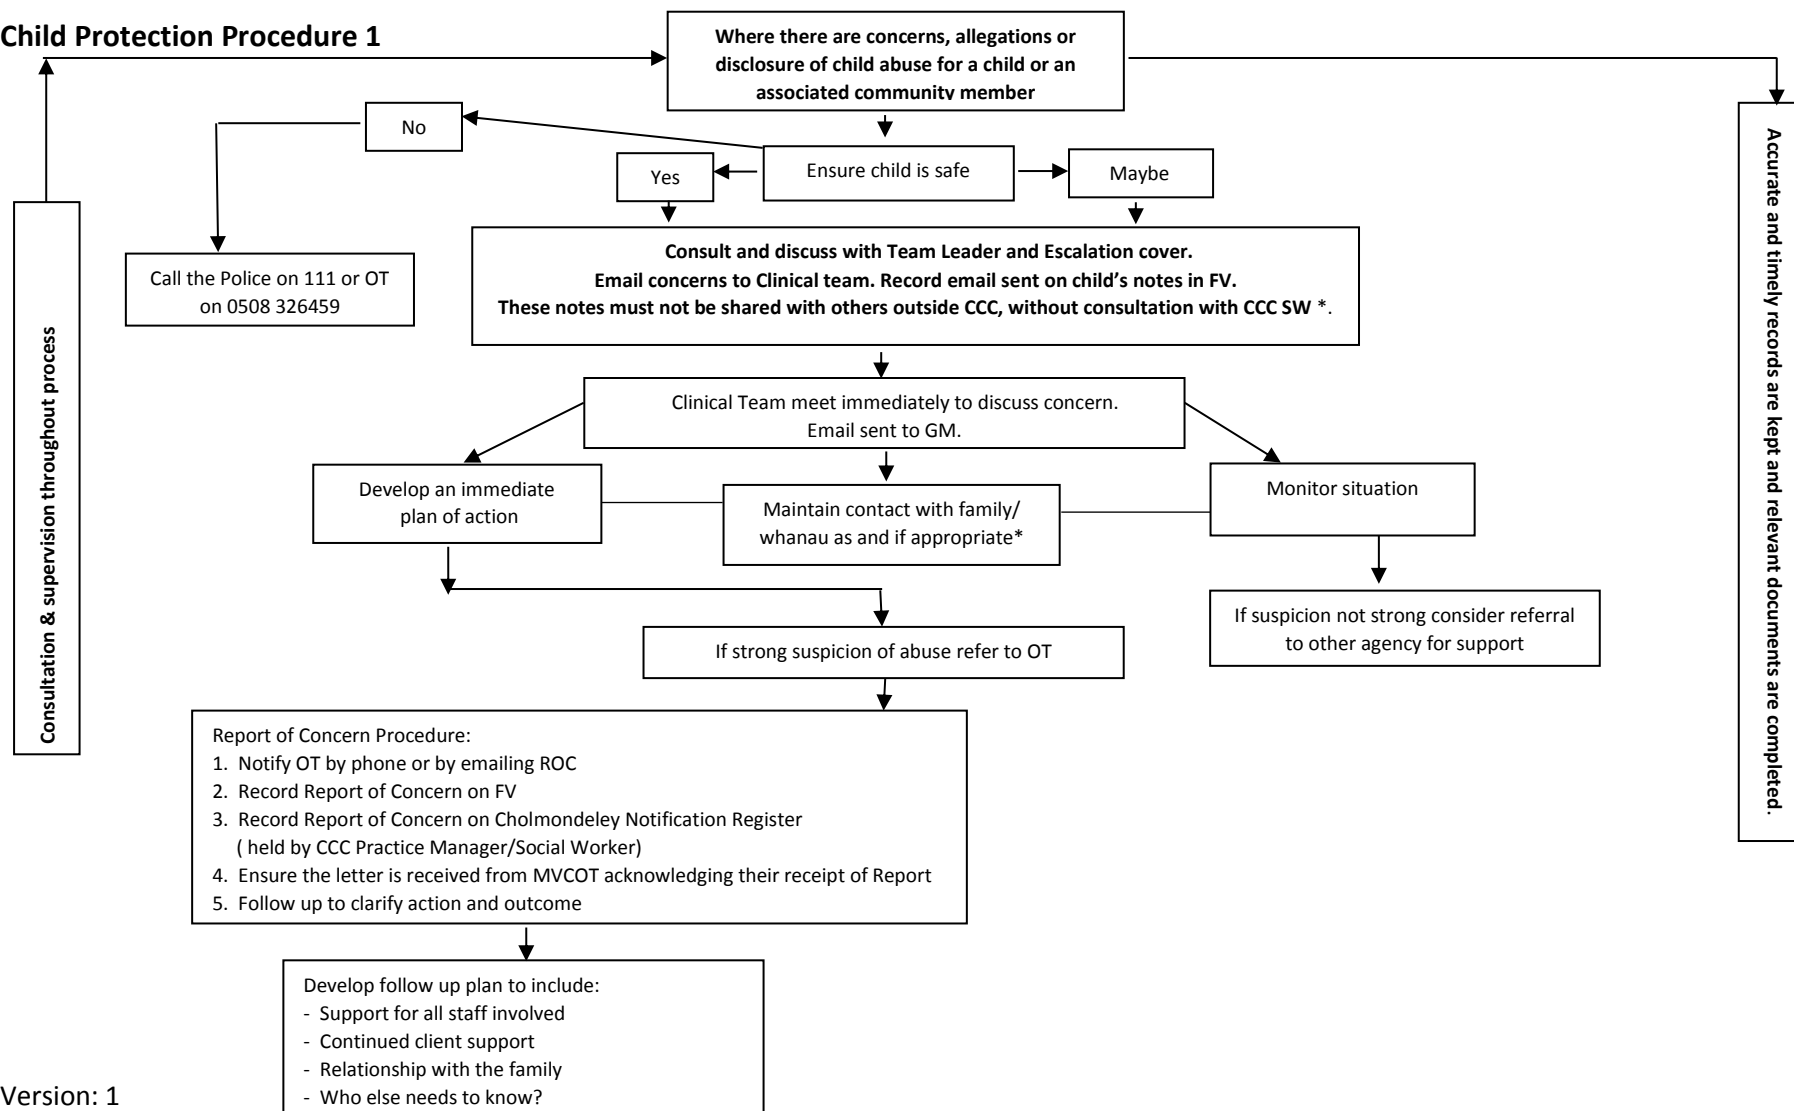 Child Protection Procedure 1
Where there are concerns, allegations or
disclosure of child abuse for a child or an
associated community member
No
Yes
Ensure child is safe
Maybe
Call the Police on 111 or OT
on 0508 326459
Consult and discuss with Team Leader and Escalation cover.
Email concerns to Clinical team. Record email sent on child's notes in FV.
These notes must not be shared with others outside CCC, without consultation with CCC SW *.
Consultation & supervision throughout process
Accurate and timely records are kept and relevant documents are completed.
Clinical Team meet immediately to discuss concern.
Email sent to GM.
Develop an immediate
plan of action
Maintain contact with family/
whanau as and if appropriate*
Monitor situation
If suspicion not strong consider referral
to other agency for support
If strong suspicion of abuse refer to OT
Report of Concern Procedure:
1. Notify OT by phone or by emailing ROC
2. Record Report of Concern on FV
3. Record Report of Concern on Cholmondeley Notification Register
( held by CCC Practice Manager/Social Worker)
4. Ensure the letter is received from MVCOT acknowledging their receipt of Report
5. Follow up to clarify action and outcome
Develop follow up plan to include:
- Support for all staff involved
- Continued client support
- Relationship with the family
- Who else needs to know?
Version: 1